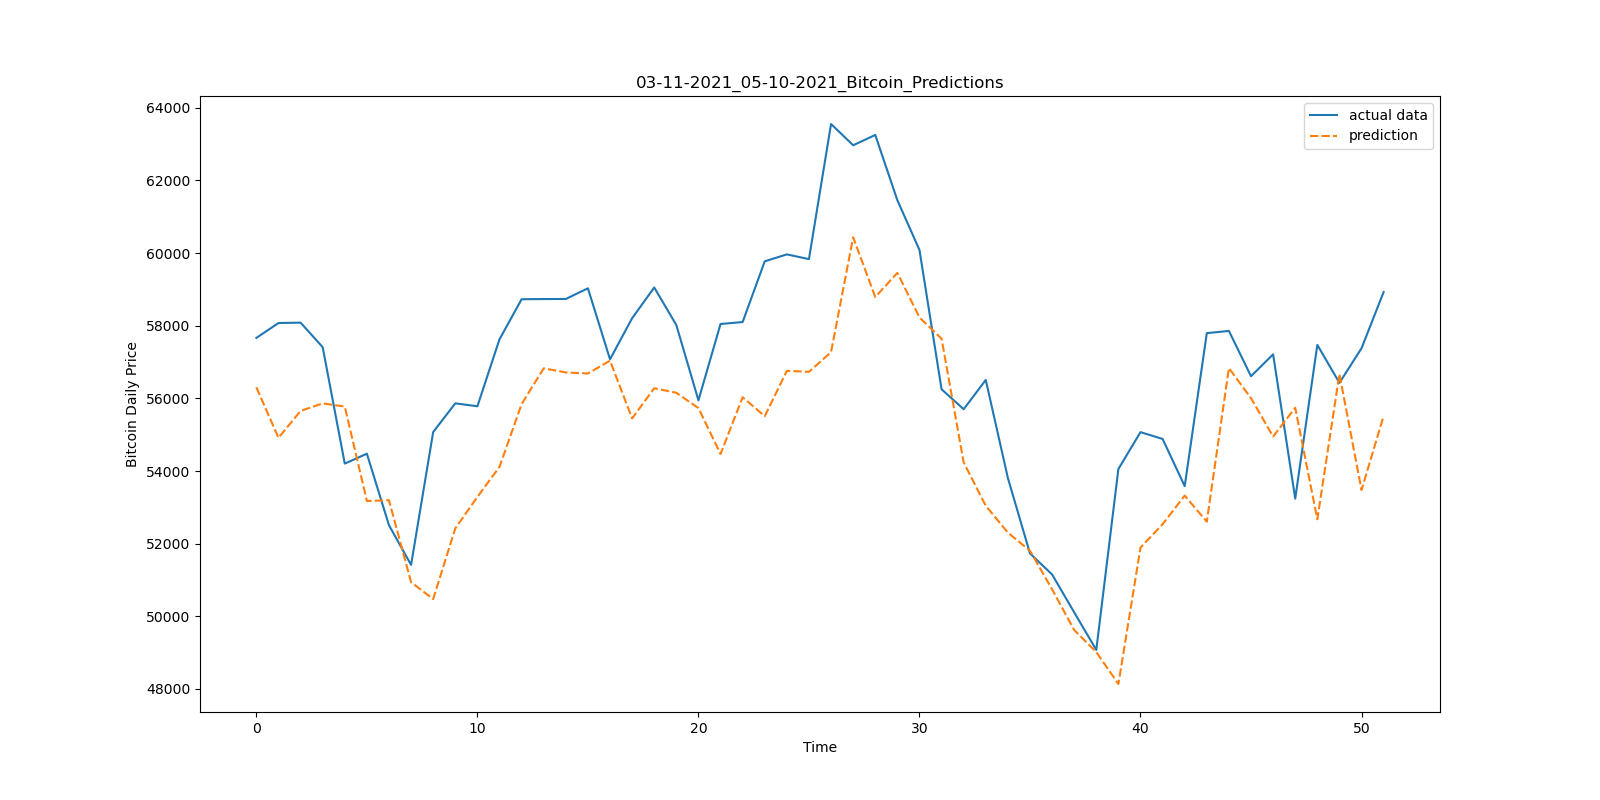 03-11-2021_05-10-2021_Bitcoin_Predictions
actual data
prediction
64000
62000
60000
58000
56000
54000
52000
50000
48000
Bitcoin Daily Price
0 10 20 30 40 50
Time